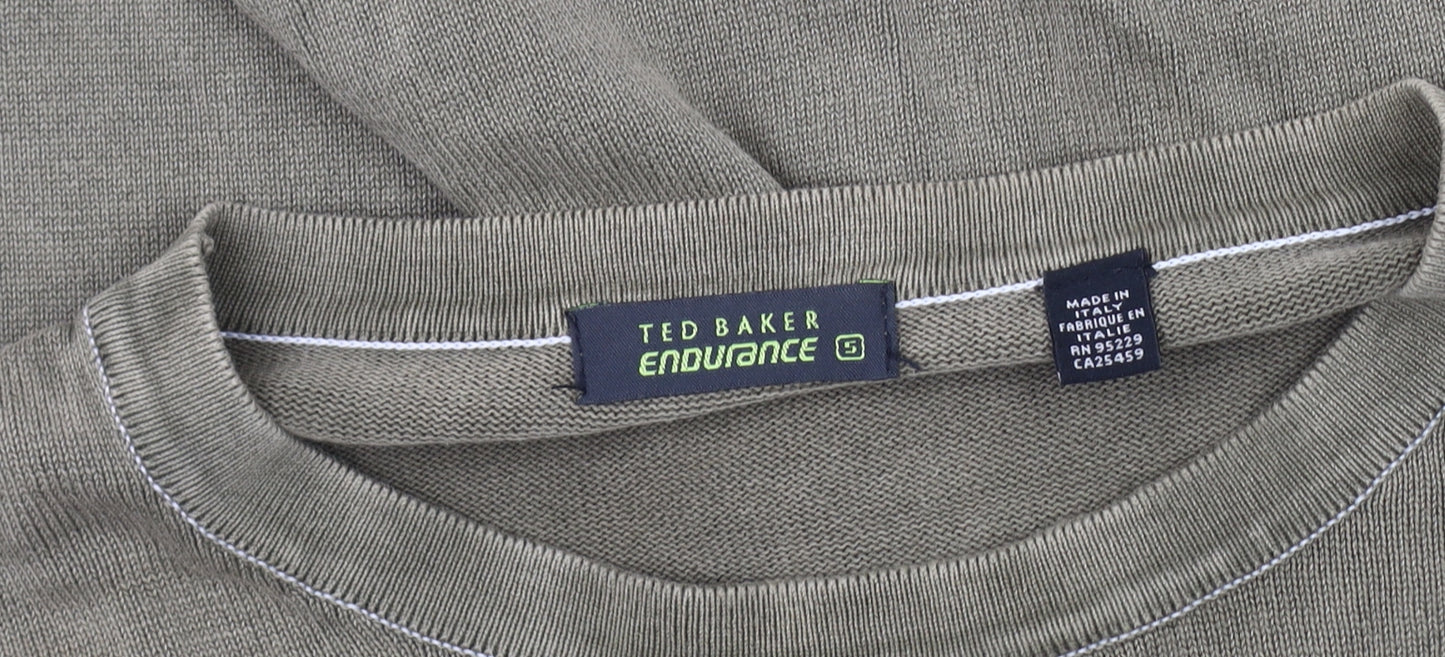 TED BAKER
ENDURANCE 5
MADE IN
ITALY
FABRIQUE EN
ITALIE
RN 95229
CA25459